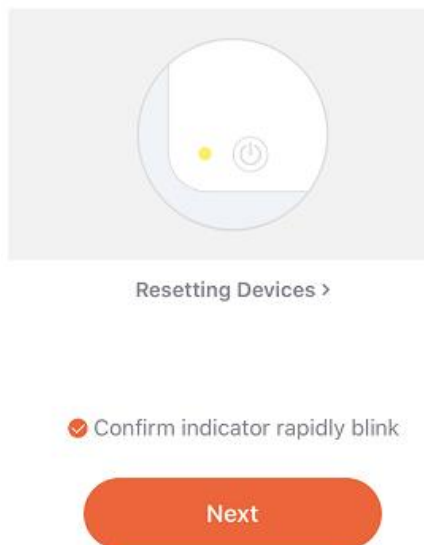 Resetting Devices >
Confirm indicator rapidly blink
Next